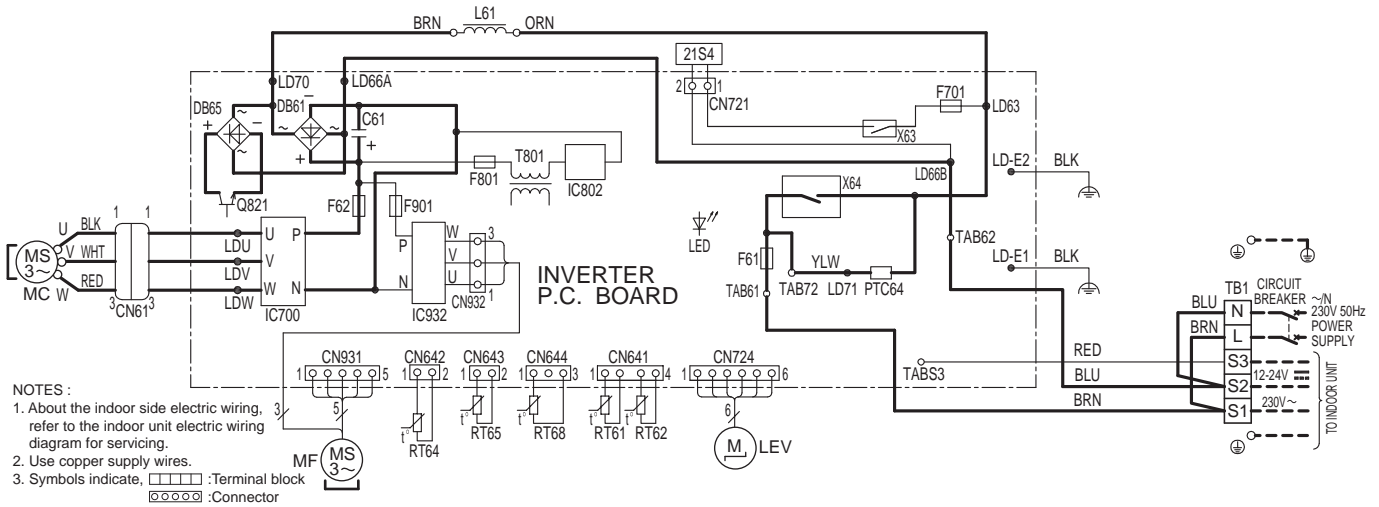 L61
BRN
ORN
21S4
LD70
LD66A
2
1
CN721
F701
DB65
DB61
~
−
LD63
+
−
~
~
C61
X63
~
+
+
T801
LD-E2
BLK
F801
IC802
LD66B
X64
Q821
F62
F901
LED
U
BLK
1
1
LDU
U
P
W
3
TAB62
MS
3~
V
WHT
LDV
V
P
V
INVERTER
P.C. BOARD
F61
YLW
LD-E1
BLK
MC
W
RED
LDW
W
N
N
U
1
TAB61
TAB72
LD71
PTC64
3
3
CN61
IC700
IC932
CN932
TB1
CIRCUIT
BREAKER
~/N
230V 50Hz
POWER
SUPPLY
BLU
N
BRN
L
RED
S3
TABS3
BLU
12-24V
S2
BRN
230V~
S1
TO INDOOR UNIT
CN931
CN642
CN643
CN644
CN641
CN724
1
5
1
2
1
2
1
3
1
4
1
6
3
5
t°
RT64
t°
RT65
t°
RT68
t°
RT61
t°
RT62
6
M
LEV
MF
MS
3~
NOTES :
1. About the indoor side electric wiring,
refer to the indoor unit electric wiring
diagram for servicing.
2. Use copper supply wires.
3. Symbols indicate, :Terminal block
:Connector